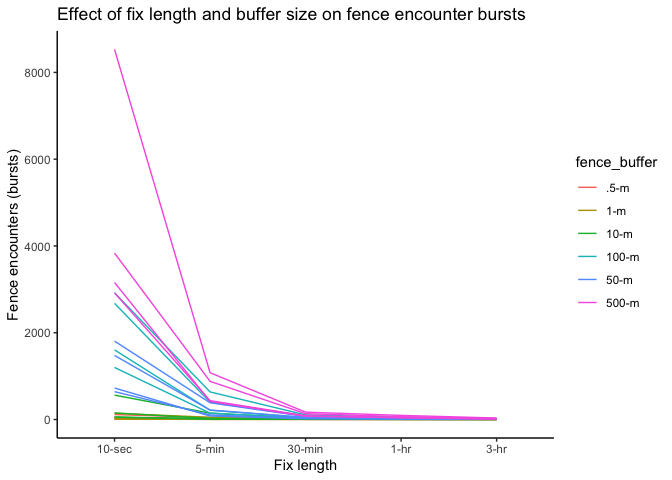 Effect of fix length and buffer size on fence encounter bursts
Fence encounters (bursts)
8000
6000
4000
2000
0
10-sec
5-min
30-min
1-hr
3-hr
Fix length
fence_buffer
.5-m
1-m
10-m
100-m
50-m
500-m